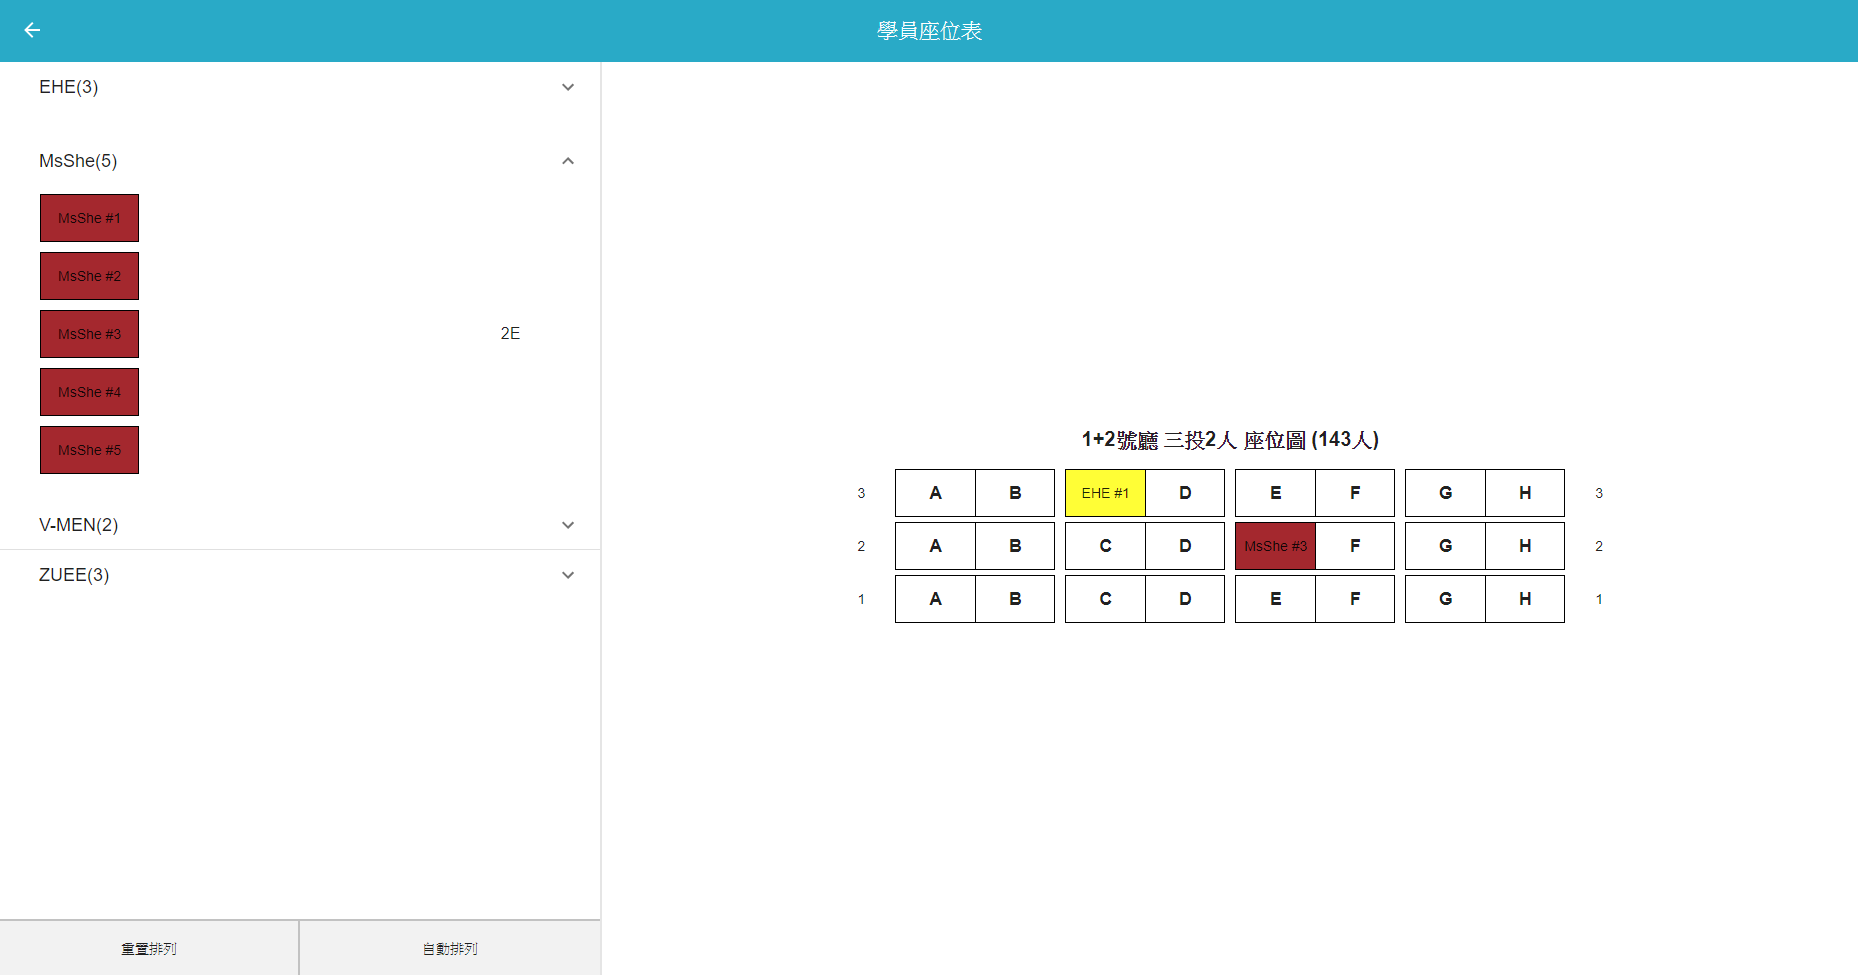 學員座位表
EHE(3)
MsShe(5)
MsShe #1
MsShe #2
MsShe #3 2E
MsShe #4
MsShe #5
V-MEN(2)
ZUEE(3)
重置排列 自動排列
1+2號廳 三投2人 座位圖 (143人)
3 A B EHE #1 D E F G H 3
2 A B C D MsShe #3 F G H 2
1 A B C D E F G H 1